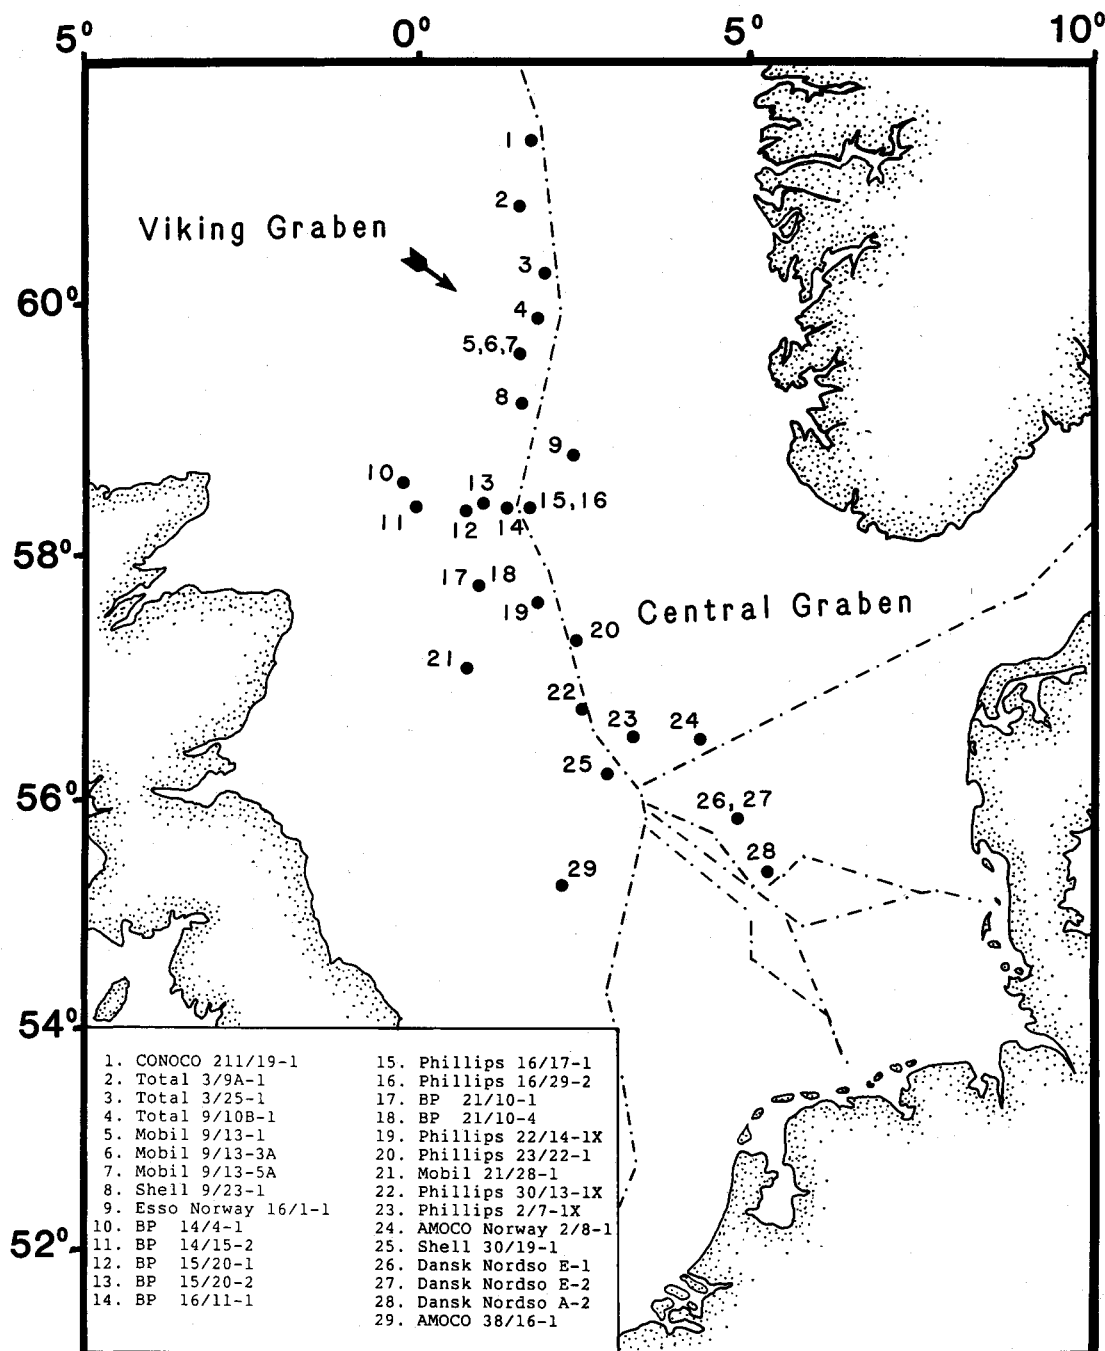 5⁰ 0⁰ 5⁰ 10⁰
1
2
Viking Graben
3
60⁰
4
5,6,7
8
9
10
13
15,16
11
12
14
58⁰
17 18
19
Central Graben
20
21
22
23
24
25
56⁰
26,27
28
29
54⁰
1. CONOCO 211/19-1
2. Total 3/9A-1
3. Total 3/25-1
4. Total 9/10B-1
5. Mobil 9/13-1
6. Mobil 9/13-3A
7. Mobil 9/13-5A
8. Shell 9/23-1
9. Esso Norway 16/1-1
10. BP 14/4-1
11. BP 14/15-2
12. BP 15/20-1
13. BP 15/20-2
14. BP 16/11-1
15. Phillips 16/17-1
16. Phillips 16/29-2
17. BP 21/10-1
18. BP 21/10-4
19. Phillips 22/14-1X
20. Phillips 23/22-1
21. Mobil 21/28-1
22. Phillips 30/13-1X
23. Phillips 2/7-1X
24. AMOCO Norway 2/8-1
25. Shell 30/19-1
26. Dansk Nordso E-1
27. Dansk Nordso E-2
28. Dansk Nordso A-2
29. AMOCO 38/16-1
52⁰